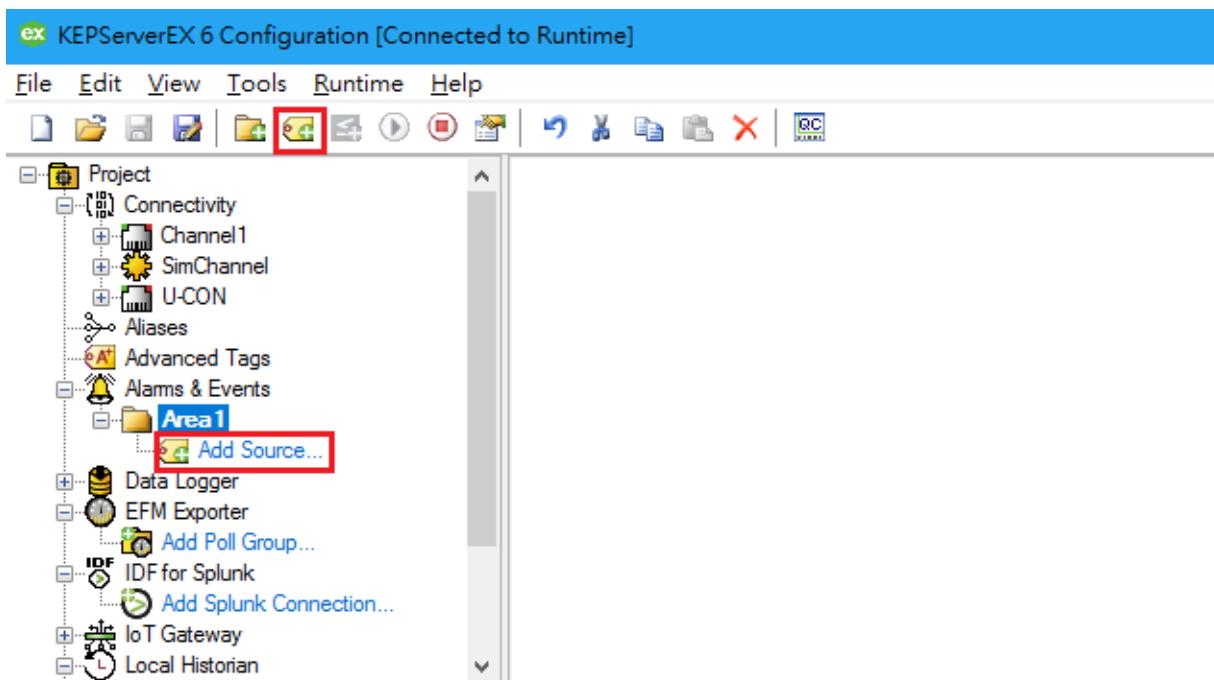 ex KEPServerEX 6 Configuration [Connected to Runtime]
File Edit View Tools Runtime Help
QC
Project
Connectivity
Channel1
SimChannel
U-CON
Aliases
A+ Advanced Tags
Alarms & Events
Area1
Add Source...
Data Logger
EFM Exporter
Add Poll Group...
IDF IDF for Splunk
Add Splunk Connection...
IoT Gateway
L Local Historian